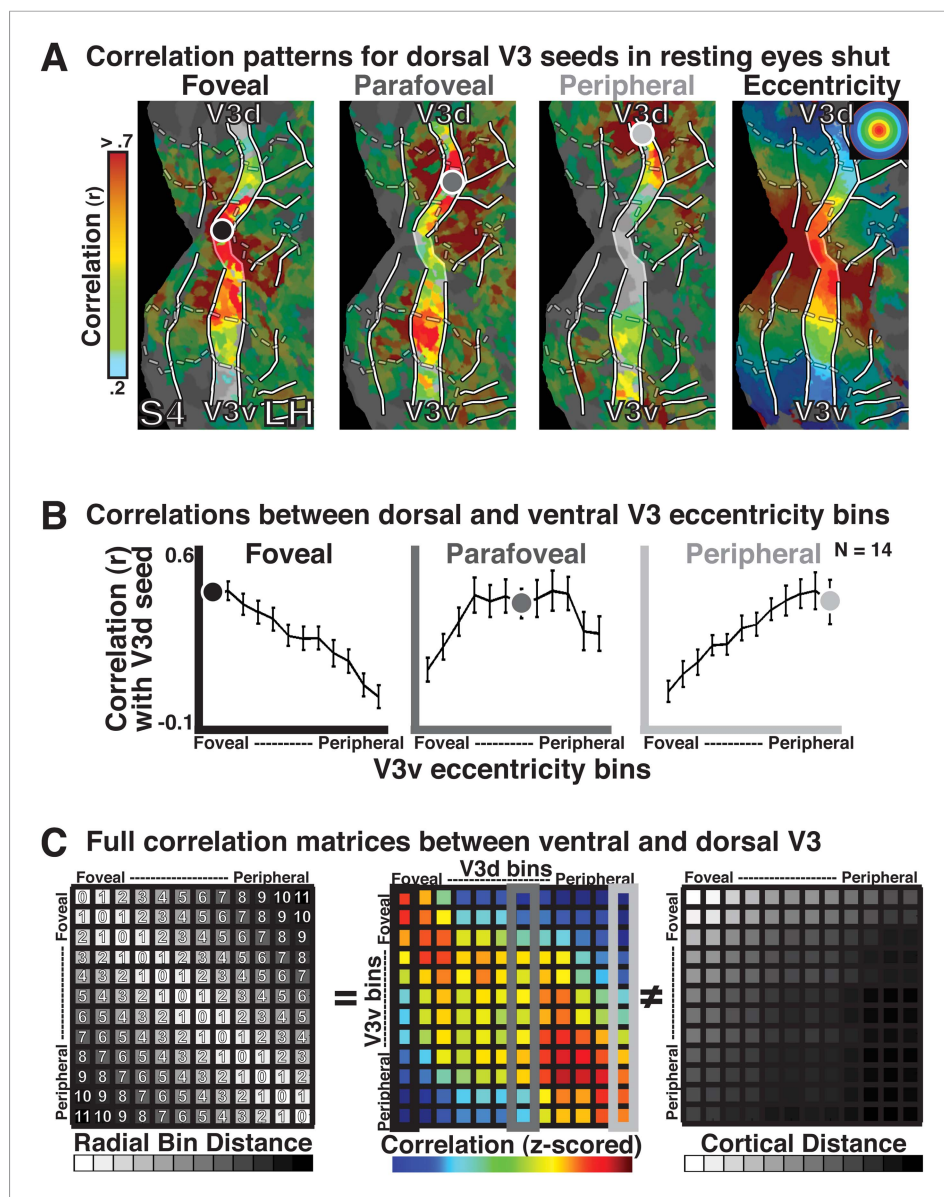 A Correlation patterns for dorsal V3 seeds in resting eyes shut
Foveal Parafoveal Peripheral Eccentricity
V3d V3d V3d V3d
> .7
Correlation (r)
.2
S4 V3v LH V3v V3v V3v
B Correlations between dorsal and ventral V3 eccentricity bins
0.6 Foveal Parafoveal Peripheral N = 14
Correlation (r)
with V3d seed
-0.1
Foveal ---------- Peripheral Foveal ---------- Peripheral Foveal ---------- Peripheral
V3v eccentricity bins
C Full correlation matrices between ventral and dorsal V3
V3d bins
Foveal ------------------- Peripheral Foveal ------------------- Peripheral Foveal ------------------- Peripheral
Foveal ------------------- Peripheral
0 1 2 3 4 5 6 7 8 9 10 11
1 0 1 2 3 4 5 6 7 8 9 10
2 1 0 1 2 3 4 5 6 7 8 9
3 2 1 0 1 2 3 4 5 6 7 8
4 3 2 1 0 1 2 3 4 5 6 7
5 4 3 2 1 0 1 2 3 4 5 6
6 5 4 3 2 1 0 1 2 3 4 5
7 6 5 4 3 2 1 0 1 2 3 4
8 7 6 5 4 3 2 1 0 1 2 3
9 8 7 6 5 4 3 2 1 0 1 2
10 9 8 7 6 5 4 3 2 1 0 1
11 10 9 8 7 6 5 4 3 2 1 0
=
V3v bins
Foveal ------------------- Peripheral
≠
Foveal ------------------- Peripheral
Radial Bin Distance Correlation (z-scored) Cortical Distance